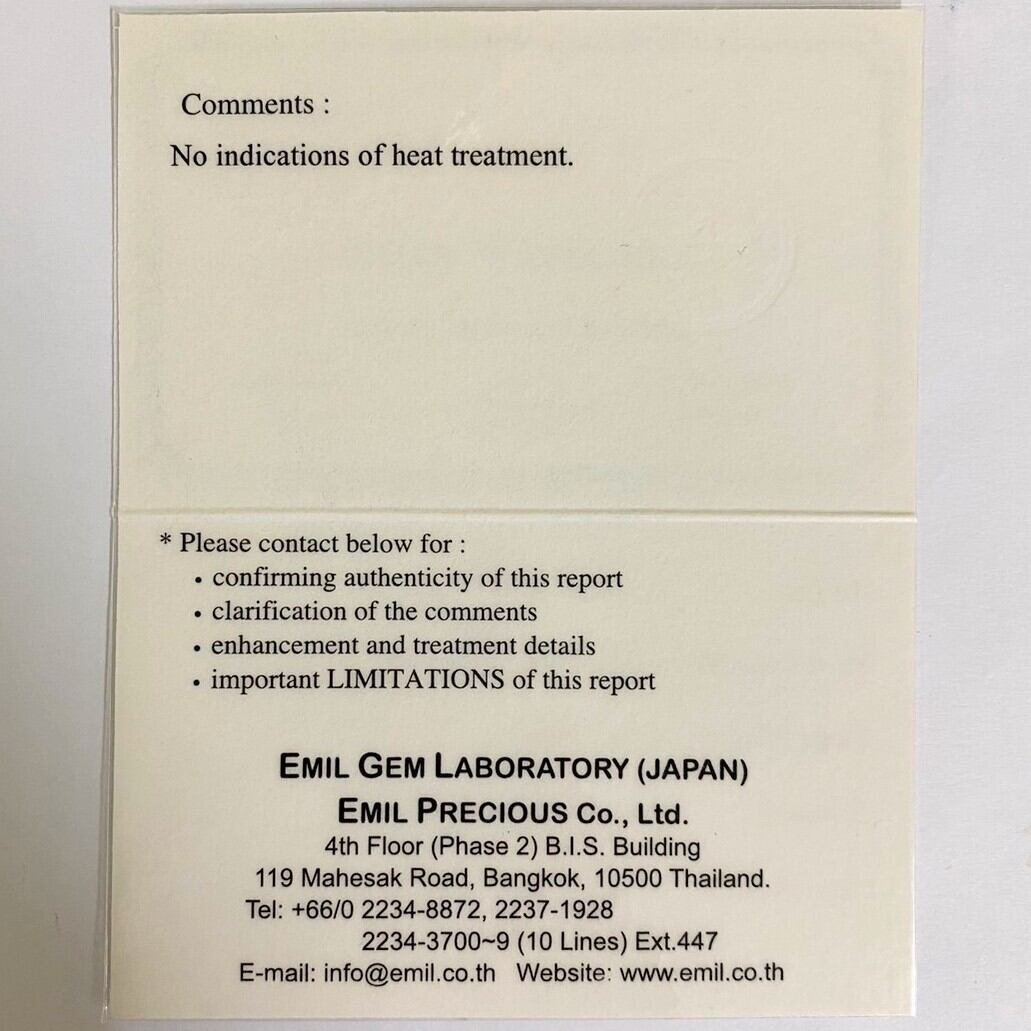 Comments :
No indications of heat treatment.
* Please contact below for :
• confirming authenticity of this report
• clarification of the comments
• enhancement and treatment details
• important LIMITATIONS of this report
EMIL GEM LABORATORY (JAPAN)
EMIL PRECIOUS Co., Ltd.
4th Floor (Phase 2) B.I.S. Building
119 Mahesak Road, Bangkok, 10500 Thailand.
Tel: +66/0 2234-8872, 2237-1928
2234-3700~9 (10 Lines) Ext.447
E-mail: info@emil.co.th Website: www.emil.co.th